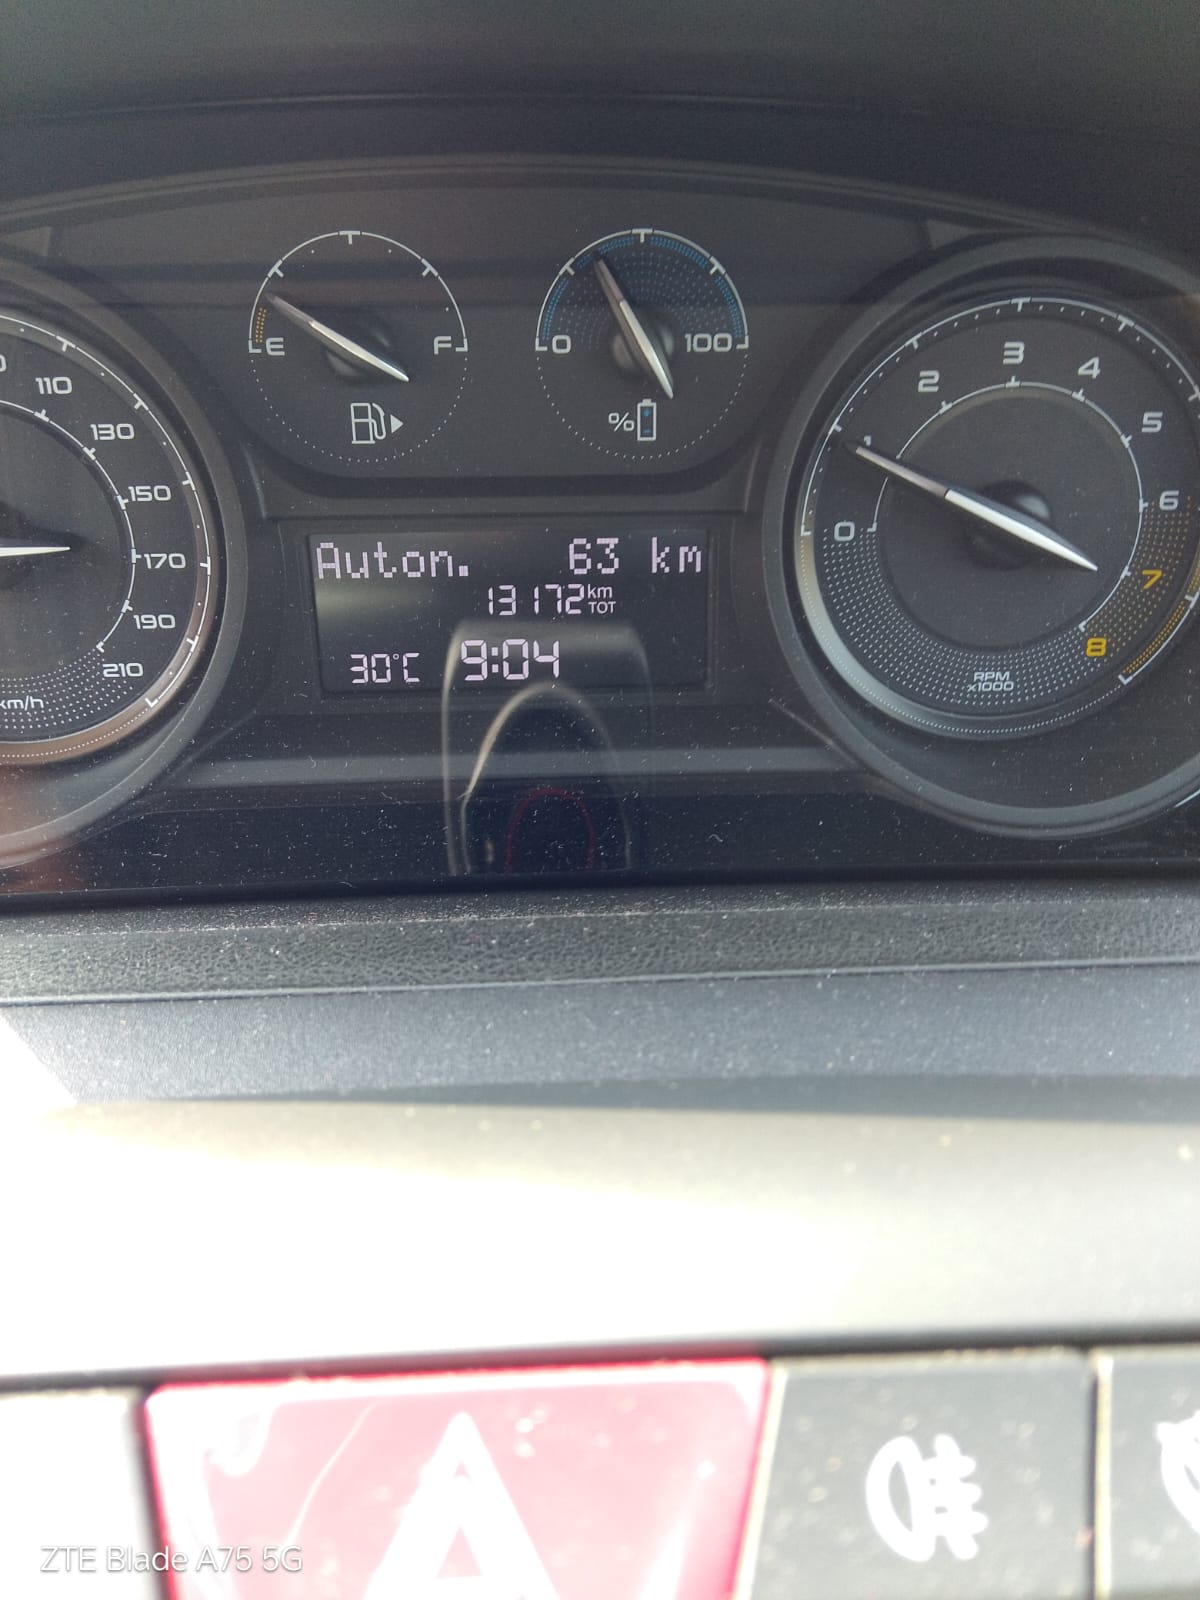 E F
0 100
%
110
130
150
170
190
210
km/h
Auton. 63 km
13172 km TOT
30°C 9:04
0 1 2 3 4 5 6 7 8
RPM
x1000
ZTE Blade A75 5G